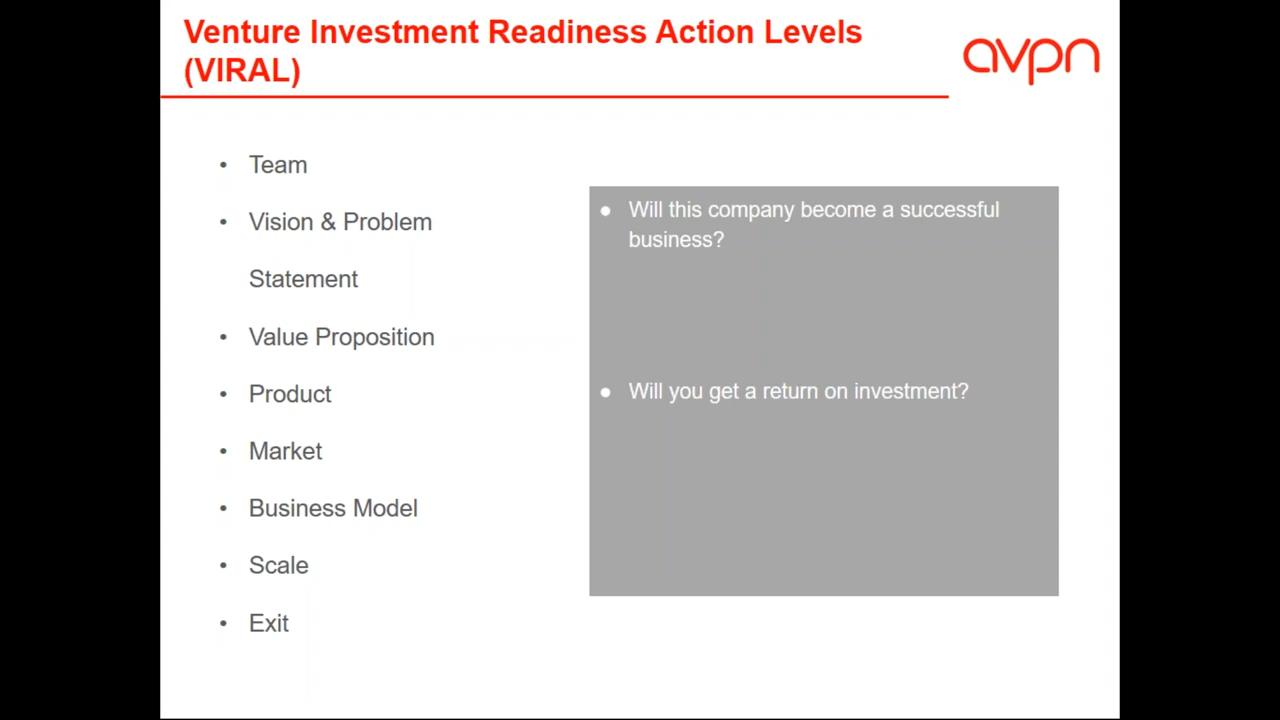 Venture Investment Readiness Action Levels
(VIRAL)
avpn
• Team
• Vision & Problem
Statement
• Value Proposition
• Product
• Market
• Business Model
• Scale
• Exit
● Will this company become a successful
business?
● Will you get a return on investment?